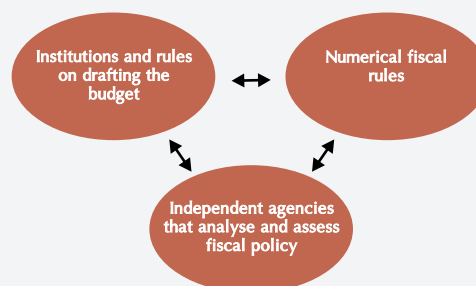 Institutions and rules
on drafting the
budget
Numerical fiscal
rules
Independent agencies
that analyse and assess
fiscal policy